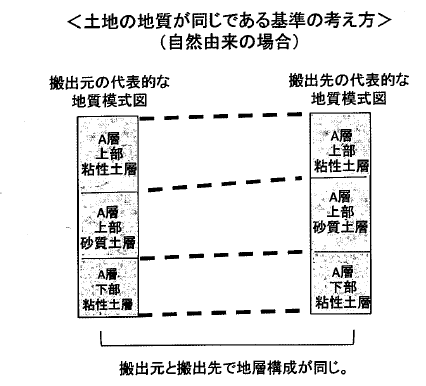 ＜土地の地質が同じである基準の考え方＞
（自然由来の場合）
搬出元の代表的な
地質模式図
搬出先の代表的な
地質模式図
A層
上部
粘性土層
A層
上部
砂質土層
A層
下部
粘性土層
A層
上部
粘性土層
A層
上部
砂質土層
A層
下部
粘性土層
搬出元と搬出先で地層構成が同じ。